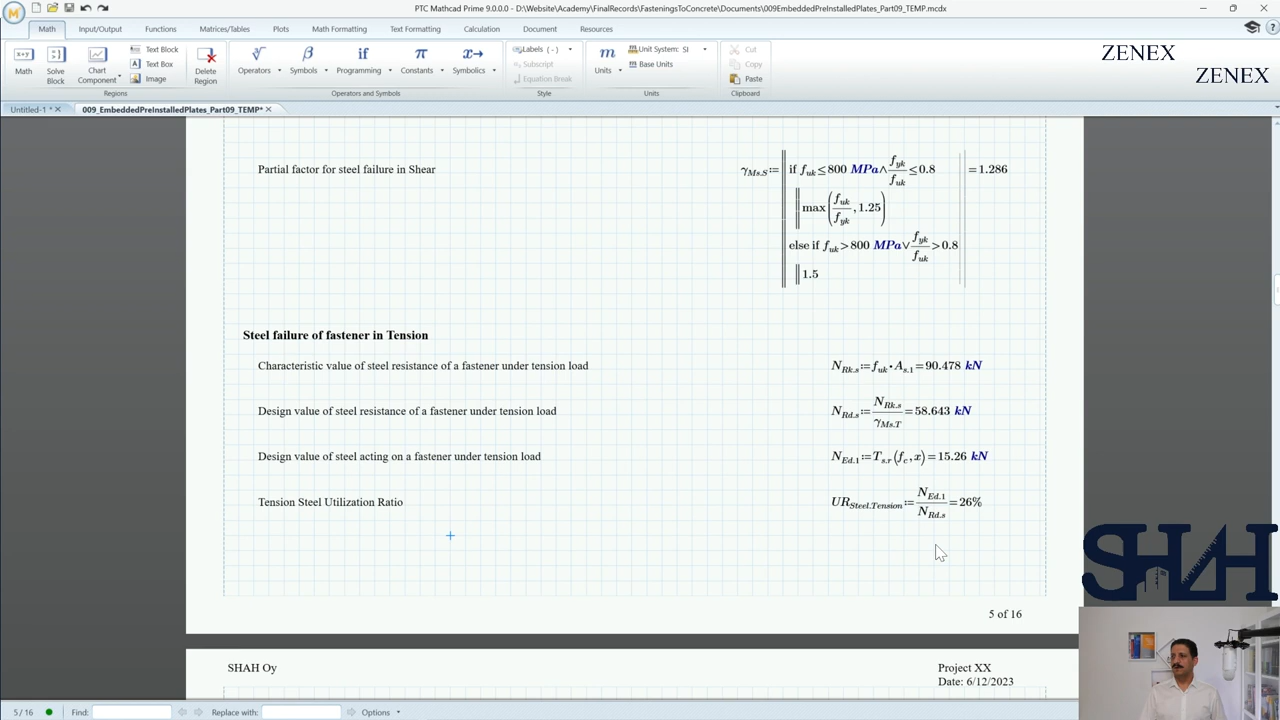 PTC Mathcad Prime 9.0.0.0 - D:\Website\Academy\FinalRecords\FasteningsToConcrete\Documents\009EmbeddedPreInstalledPlates_Part09_TEMP.mcdx
Math Input/Output Functions Matrices/Tables Plots Math Formatting Text Formatting Calculation Document Resources
Math
Solve Block
Chart Component
Text Block
Text Box
Image
Delete Region
Operators
Symbols
Programming
Constants
Symbolics
Labels ( - )
Subscript
Equation Break
Units
Unit System: SI
Base Units
Cut
Copy
Paste
Regions Operators and Symbols Style Units Clipboard
ZENEX
ZENEX
Untitled-1 * 009_EmbeddedPreInstalledPlates_Part09_TEMP*
Partial factor for steel failure in Shear
γMs.S := if fuk ≤ 800 MPa ∧ fyk/fuk ≤ 0.8 = 1.286
max(fuk/fyk, 1.25)
else if fuk > 800 MPa ∨ fyk/fuk > 0.8
1.5
Steel failure of fastener in Tension
Characteristic value of steel resistance of a fastener under tension load NRk.s := fuk · As.1 = 90.478 kN
Design value of steel resistance of a fastener under tension load NRd.s := NRk.s/γMs.T = 58.643 kN
Design value of steel acting on a fastener under tension load NEd.1 := Ts.r(fc, x) = 15.26 kN
Tension Steel Utilization Ratio URSteel.Tension := NEd.1/NRd.s = 26%
5 of 16
SHAH
SHAH Oy Project XX
Date: 6/12/2023
5/16 Find: Replace with: Options